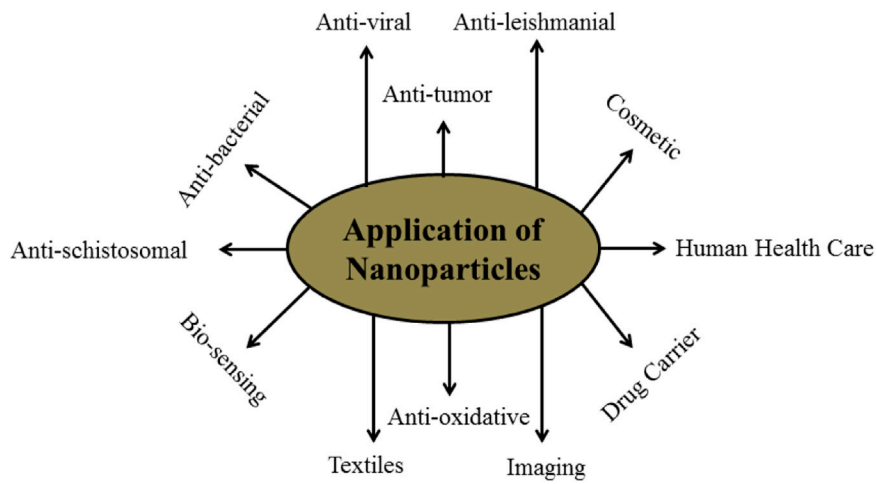 Anti-viral
Anti-leishmanial
Anti-tumor
Cosmetic
Anti-bacterial
Application of
Nanoparticles
Anti-schistosomal
Human Health Care
Bio-sensing
Drug Carrier
Anti-oxidative
Textiles
Imaging